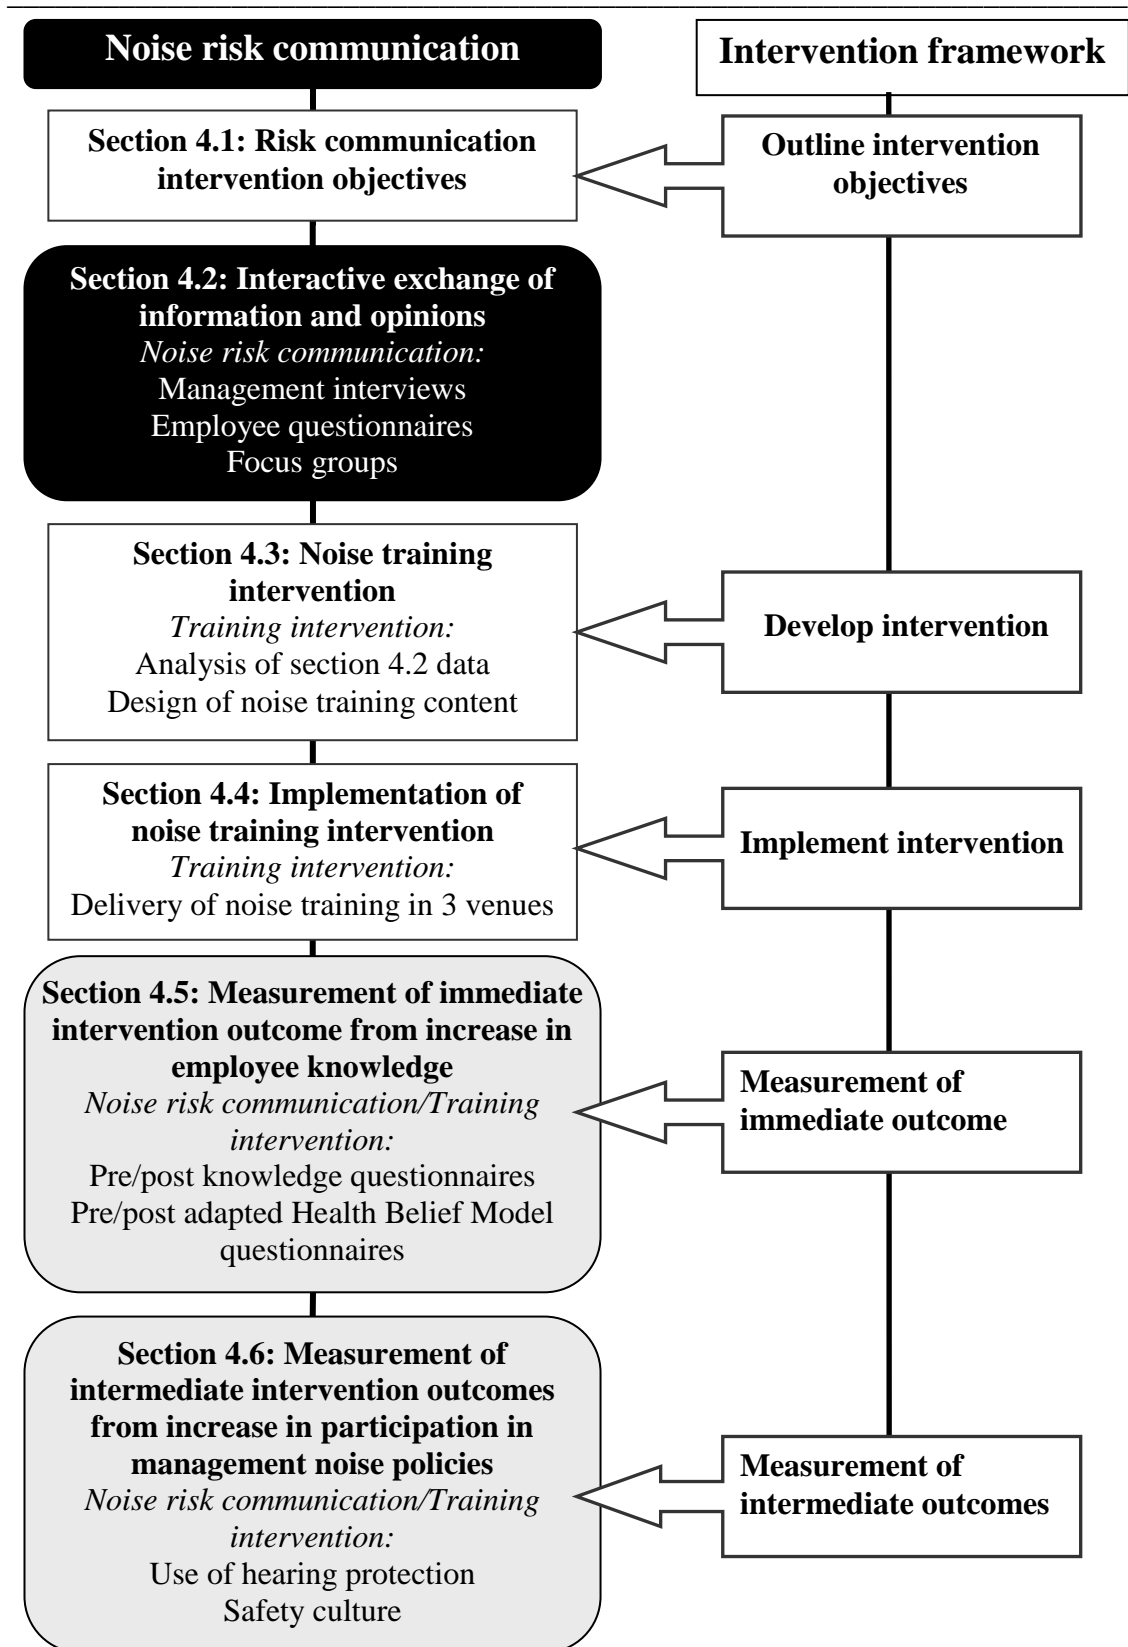 Noise risk communication
Intervention framework
Section 4.1: Risk communication
intervention objectives
Outline intervention
objectives
Section 4.2: Interactive exchange of
information and opinions
Noise risk communication:
Management interviews
Employee questionnaires
Focus groups
Section 4.3: Noise training
intervention
Training intervention:
Analysis of section 4.2 data
Design of noise training content
Develop intervention
Section 4.4: Implementation of
noise training intervention
Training intervention:
Delivery of noise training in 3 venues
Implement intervention
Section 4.5: Measurement of immediate
intervention outcome from increase in
employee knowledge
Noise risk communication/Training
intervention:
Pre/post knowledge questionnaires
Pre/post adapted Health Belief Model
questionnaires
Measurement of
immediate outcome
Section 4.6: Measurement of
intermediate intervention outcomes
from increase in participation in
management noise policies
Noise risk communication/Training
intervention:
Use of hearing protection
Safety culture
Measurement of
intermediate outcomes